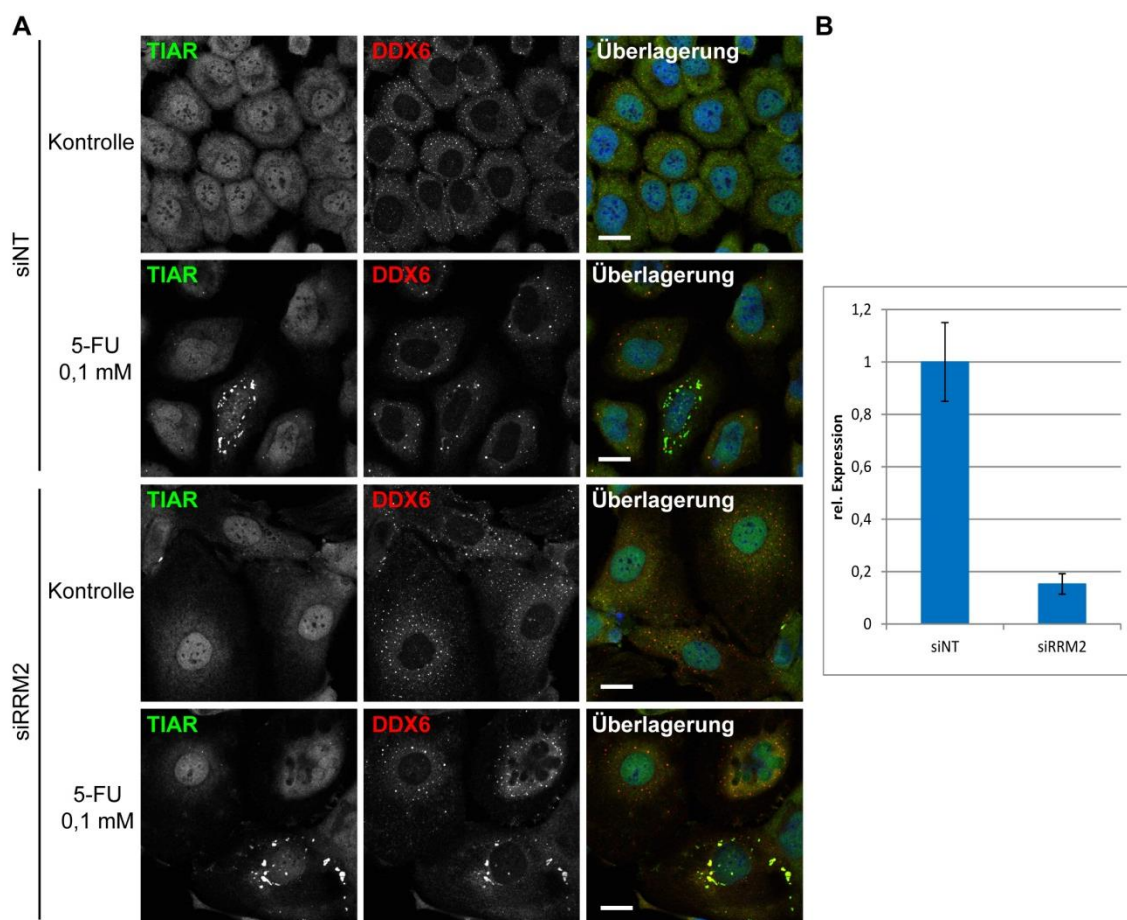 A
B
siNT
Kontrolle
TIAR
DDX6
Überlagerung
5-FU
0,1 mM
TIAR
DDX6
Überlagerung
siRRM2
Kontrolle
TIAR
DDX6
Überlagerung
5-FU
0,1 mM
TIAR
DDX6
Überlagerung
rel. Expression
1,2
1
0,8
0,6
0,4
0,2
0
siNT
siRRM2